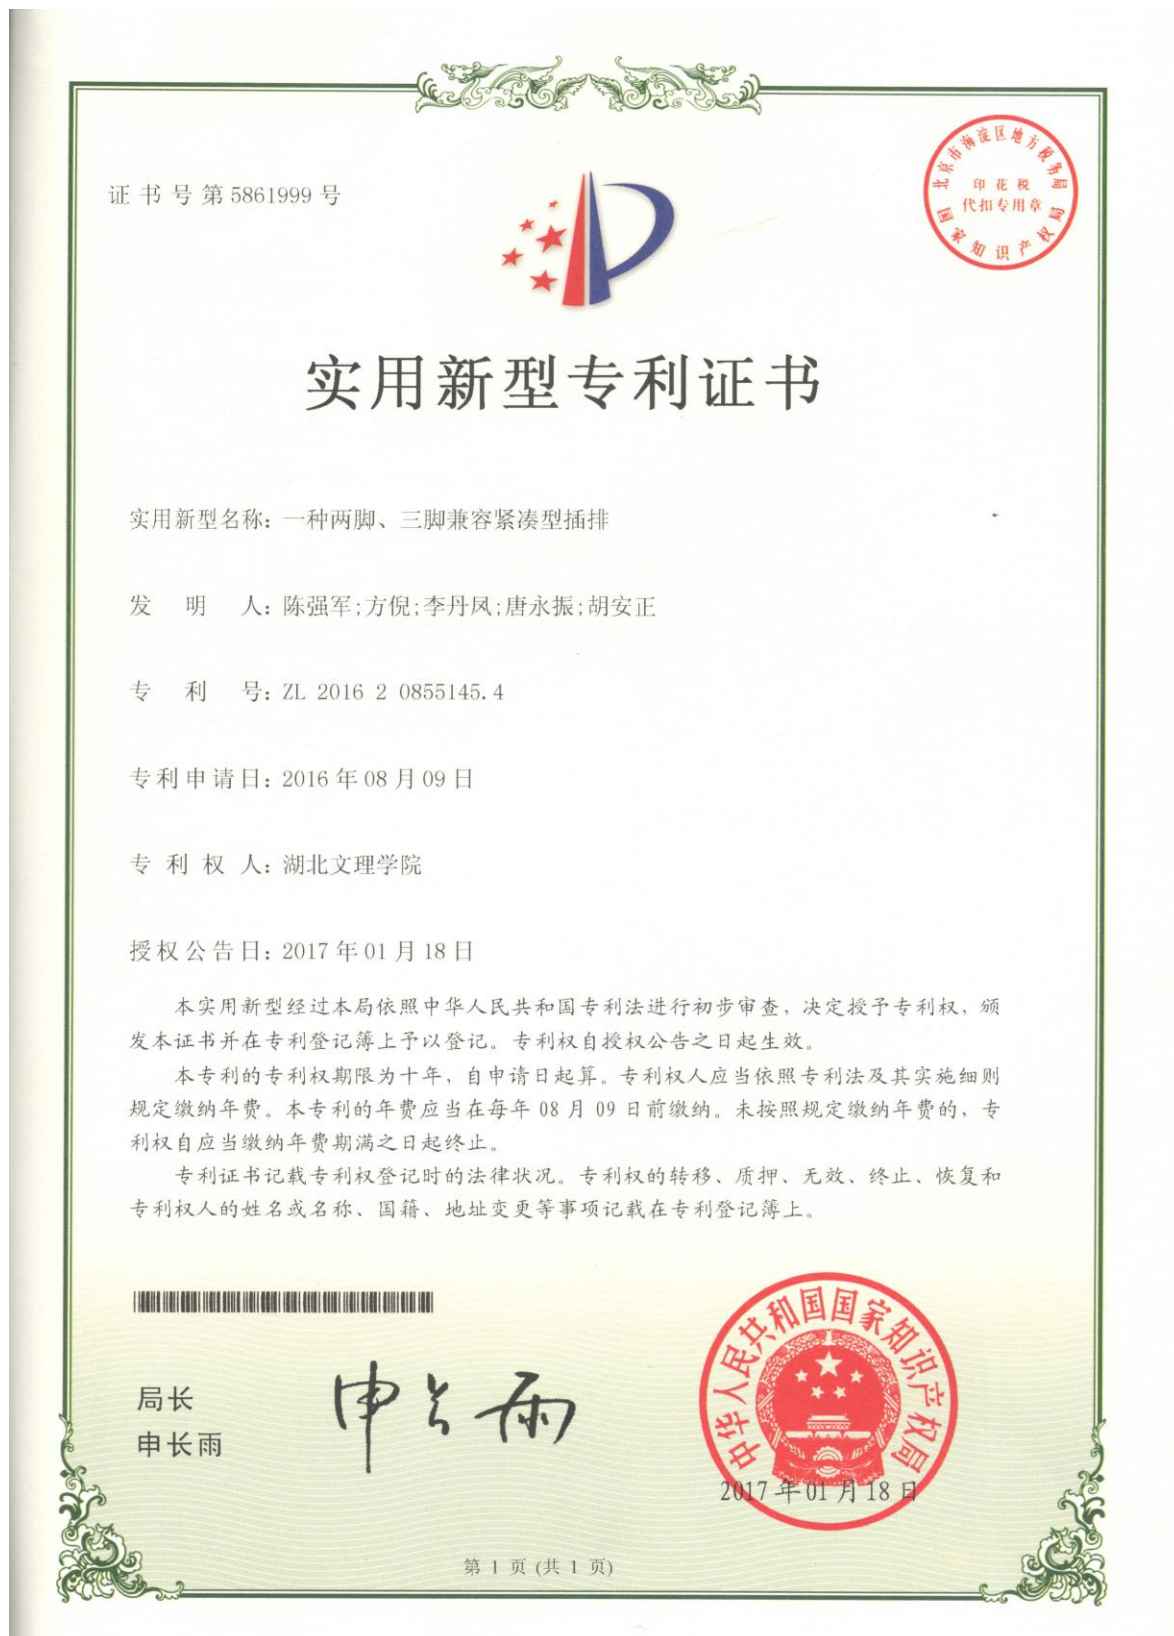 证书号第5861999号
北京市海淀区地方税务局
印花税
代扣专用章
国家知识产权局
实用新型专利证书
实用新型名称：一种两脚、三脚兼容紧凑型插排
发明人：陈强军;方倪;李丹凤;唐永振;胡安正
专利号：ZL 2016 2 0855145.4
专利申请日：2016年08月09日
专利权人：湖北文理学院
授权公告日：2017年01月18日
本实用新型经过本局依照中华人民共和国专利法进行初步审查，决定授予专利权，颁
发本证书并在专利登记簿上予以登记。专利权自授权公告之日起生效。
本专利的专利权期限为十年，自申请日起算。专利权人应当依照专利法及其实施细则
规定缴纳年费。本专利的年费应当在每年08月09日前缴纳。未按照规定缴纳年费的，专
利权自应当缴纳年费期满之日起终止。
专利证书记载专利权登记时的法律状况。专利权的转移、质押、无效、终止、恢复和
专利权人的姓名或名称、国籍、地址变更等事项记载在专利登记簿上。
局长
申长雨
申长雨
中华人民共和国国家知识产权局
2017年01月18日
第 1 页 (共 1 页)